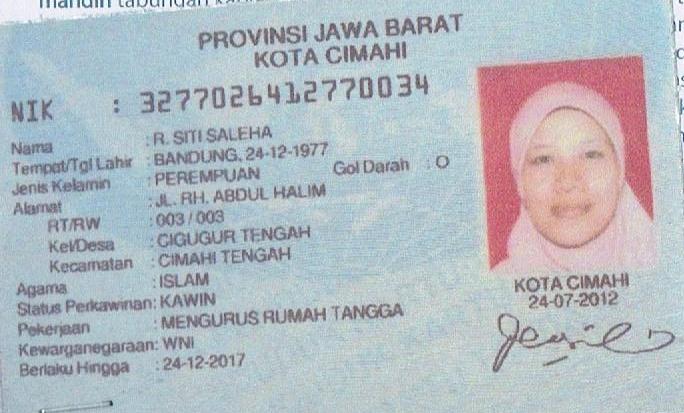 mandiri tabungan
PROVINSI JAWA BARAT
KOTA CIMAHI
NIK : 3277026412770034
Nama : R. SITI SALEHA
Tempat/Tgl Lahir : BANDUNG, 24-12-1977
Jenis Kelamin : PEREMPUAN Gol Darah : O
Alamat : JL. RH. ABDUL HALIM
RT/RW : 003 / 003
Kel/Desa : CIGUGUR TENGAH
Kecamatan : CIMAHI TENGAH
Agama : ISLAM
Status Perkawinan: KAWIN
Pekerjaan : MENGURUS RUMAH TANGGA
Kewarganegaraan: WNI
Berlaku Hingga : 24-12-2017
KOTA CIMAHI
24-07-2012